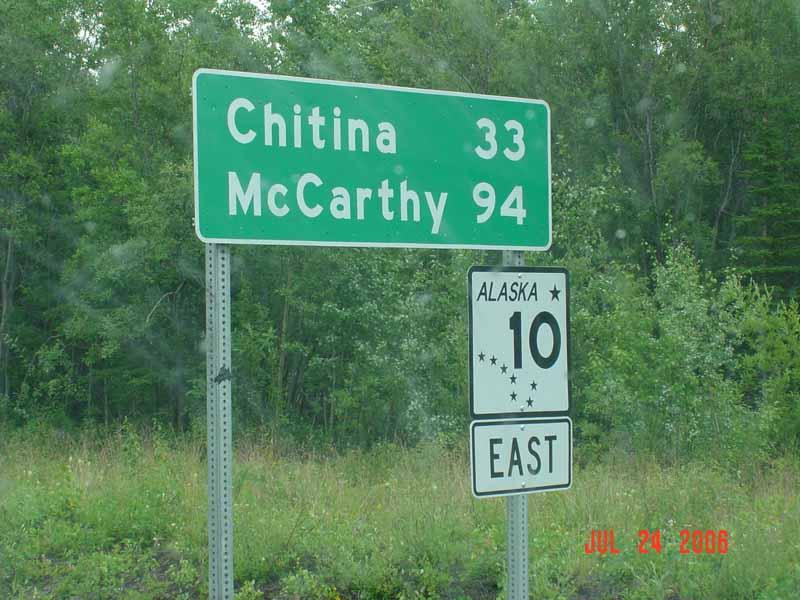 Chitina 33
McCarthy 94
ALASKA
10
EAST
JUL 24 2006